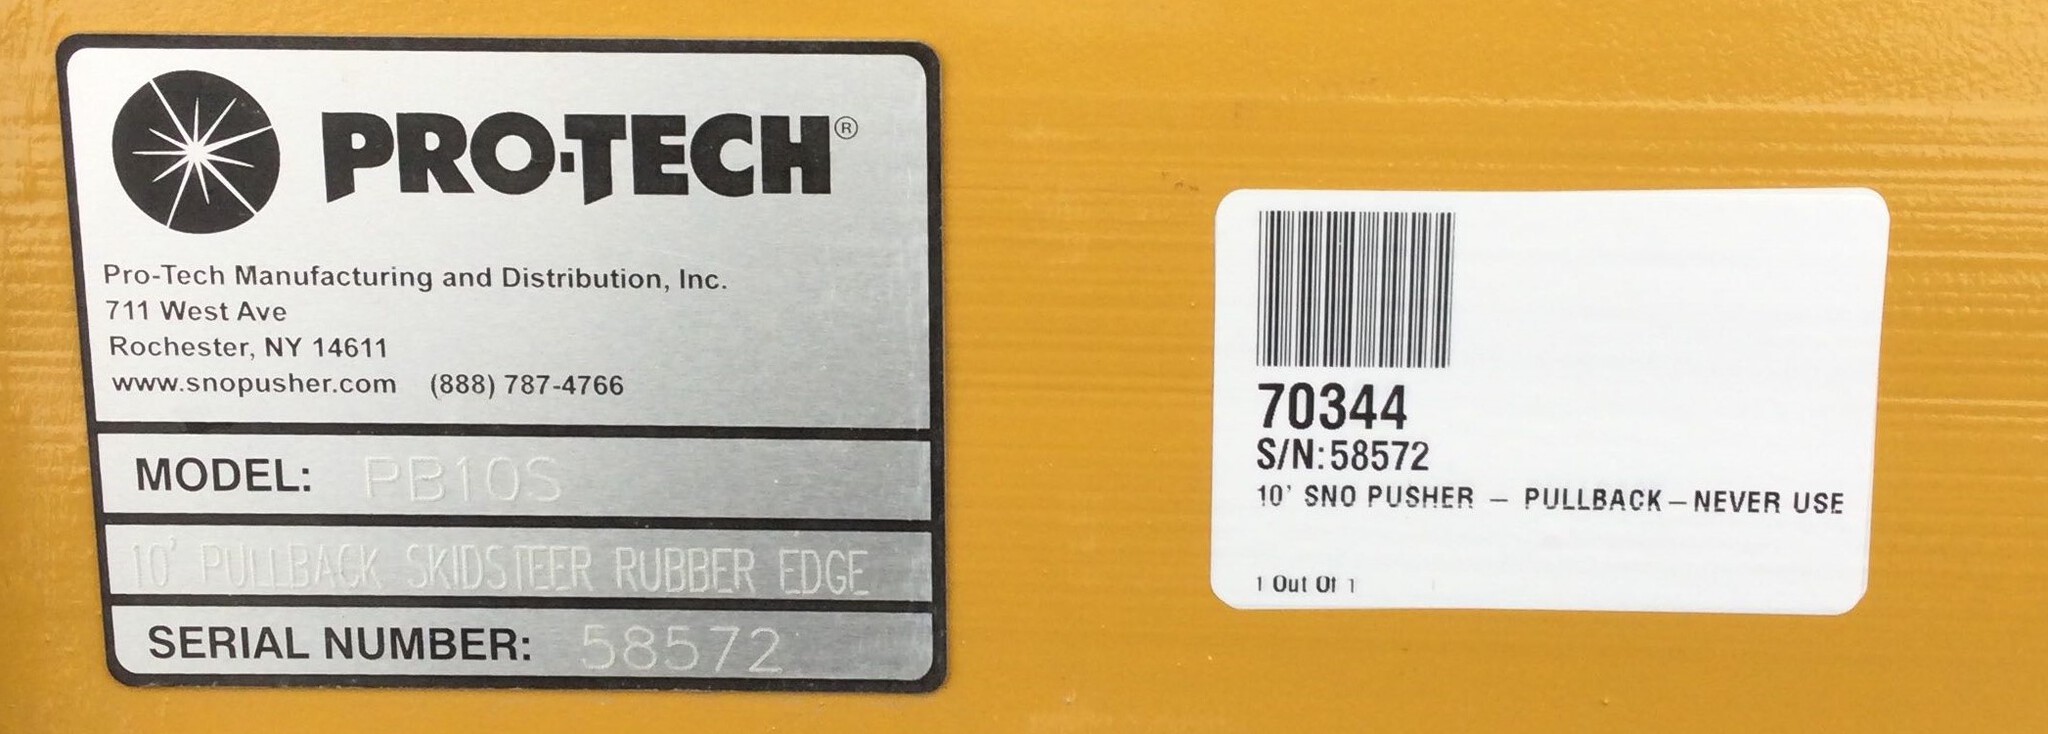 PRO-TECH®
Pro-Tech Manufacturing and Distribution, Inc.
711 West Ave
Rochester, NY 14611
www.snopusher.com (888) 787-4766
MODEL: PB10S
10' PULLBACK SKIDSTEER RUBBER EDGE
SERIAL NUMBER: 58572
70344
S/N:58572
10' SNO PUSHER – PULLBACK – NEVER USE
1 Out Of 1